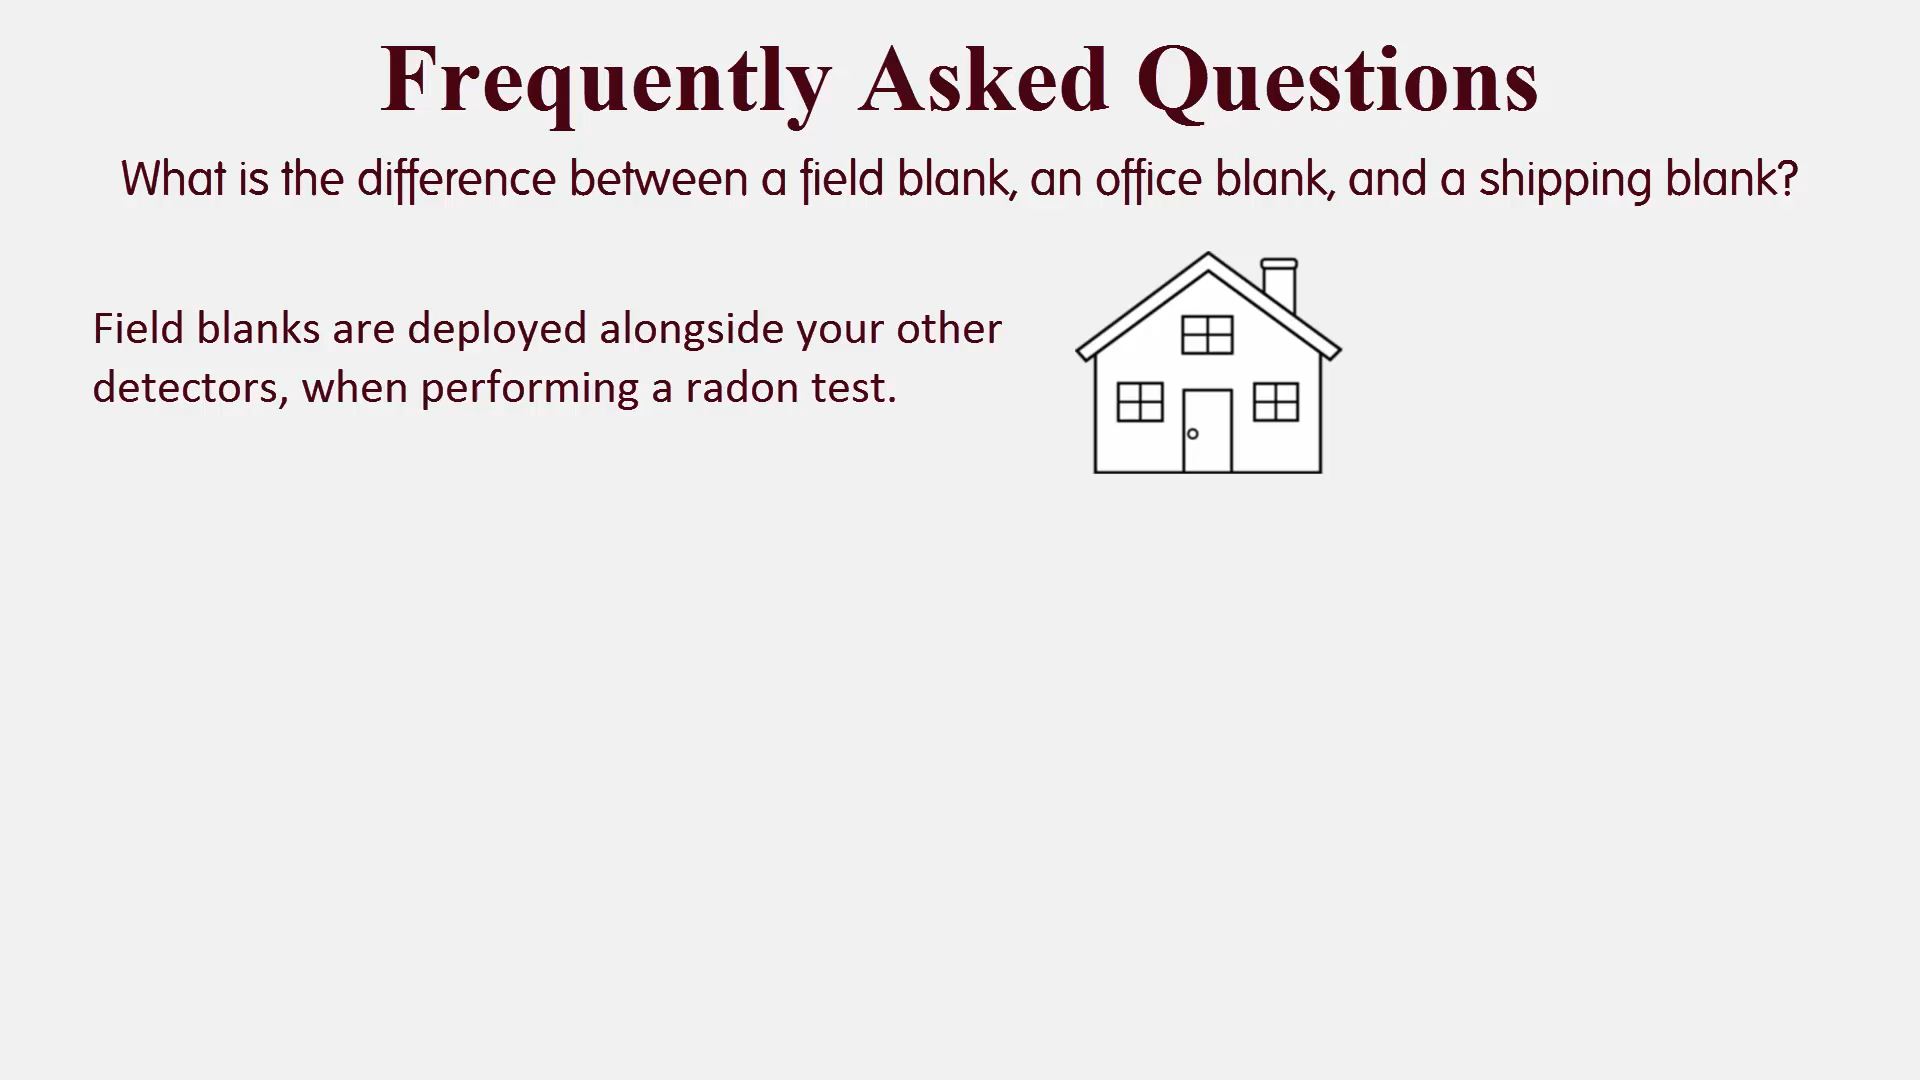 Frequently Asked Questions
What is the difference between a field blank, an office blank, and a shipping blank?
Field blanks are deployed alongside your other
detectors, when performing a radon test.